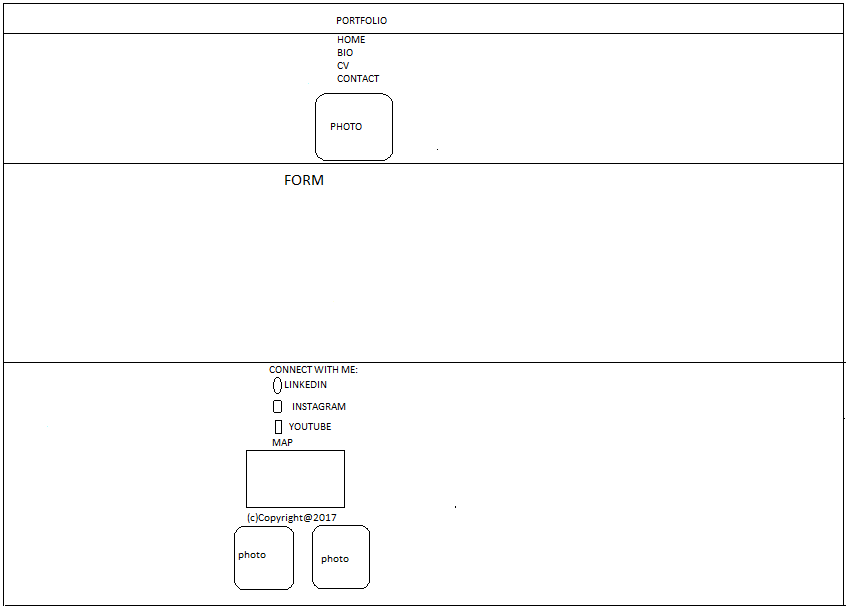 PORTFOLIO
HOME
BIO
CV
CONTACT
PHOTO
FORM
CONNECT WITH ME:
LINKEDIN
INSTAGRAM
YOUTUBE
MAP
(c)Copyright@2017
photo
photo